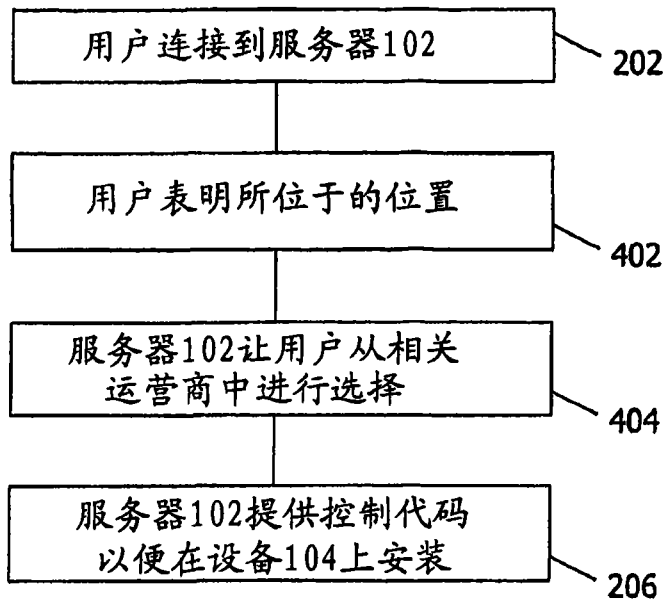 用户连接到服务器102
202
用户表明所位于的位置
402
服务器102让用户从相关
运营商中进行选择
404
服务器102提供控制代码
以便在设备104上安装
206